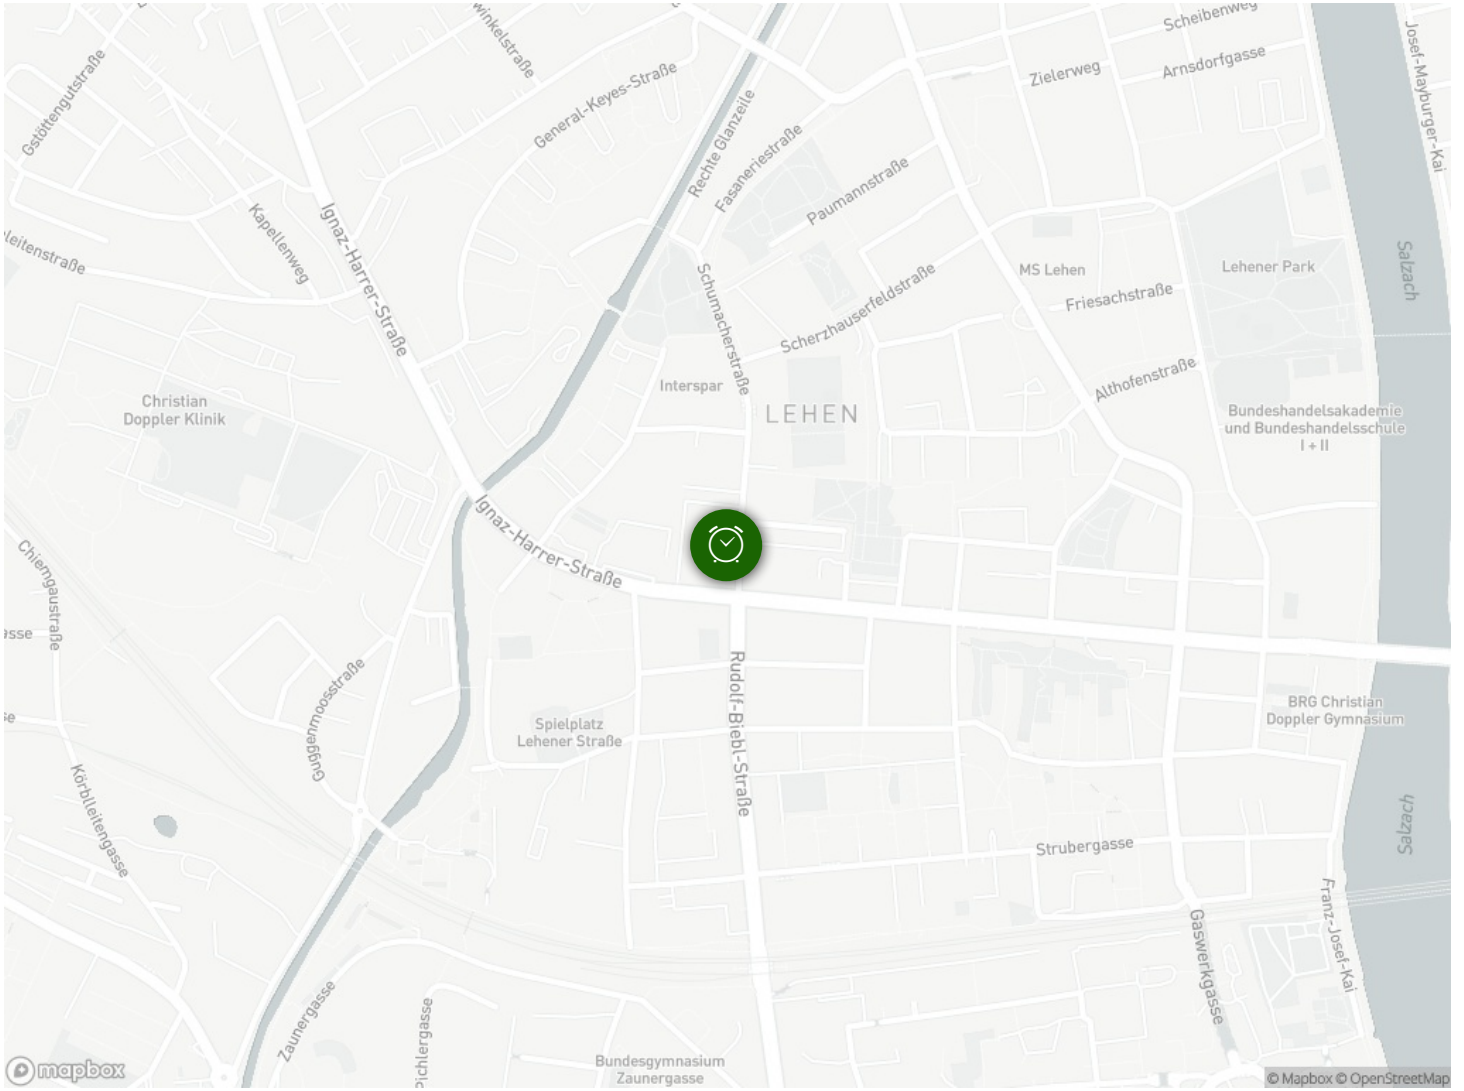 Scheibenweg
winkelstraße
Josef-Mayburger-Kai
Gstöttengutstraße
General-Keyes-Straße
Zielerweg
Arnsdorfgasse
Rechte Glanzeile
Fasaneriestraße
Paumannstraße
Ignaz-Harrer-Straße
Kapellenweg
leitenstraße
Salzach
Schumacherstraße
MS Lehen
Lehener Park
Scherzhauserfeldstraße
Friesachstraße
Interspar
Althofenstraße
Christian
Doppler Klinik
LEHEN
Bundeshandelsakademie
und Bundeshandelsschule
I + II
Ignaz-Harrer-Straße
Chiemgaustraße
asse
Guggenmoosstraße
Rudolf-Biebl-Straße
Spielplatz
Lehener Straße
BRG Christian
Doppler Gymnasium
Körblleitengasse
Strubergasse
Salzach
Franz-Josef-Kai
Gaswerkgasse
Zaunergasse
Pichlergasse
Bundesgymnasium
Zaunergasse
mapbox
© Mapbox © OpenStreetMap